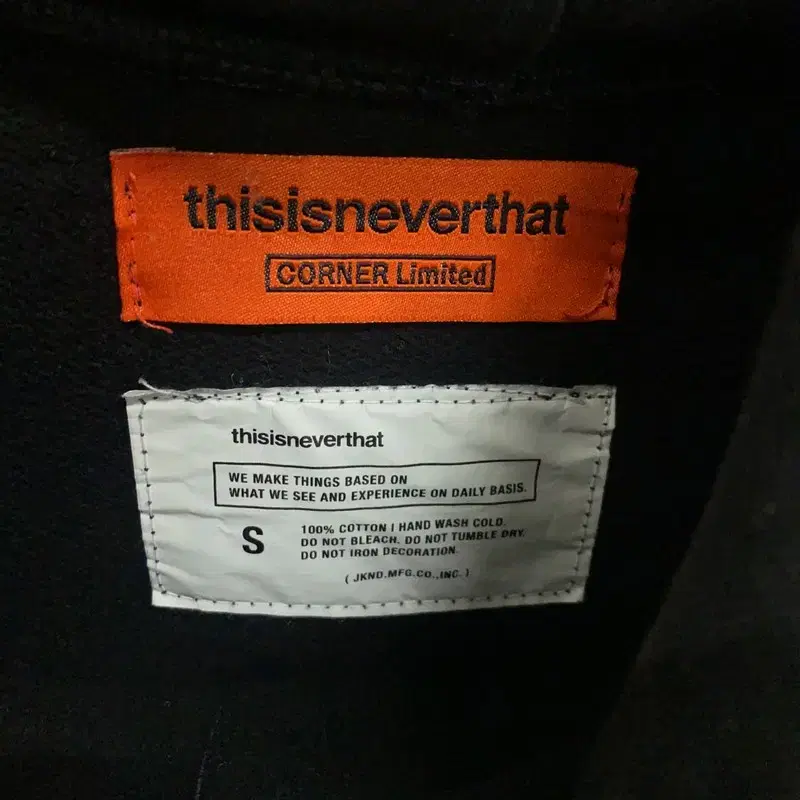 thisisneverthat
CORNER Limited
thisisneverthat
WE MAKE THINGS BASED ON
WHAT WE SEE AND EXPERIENCE ON DAILY BASIS.
S
100% COTTON I HAND WASH COLD.
DO NOT BLEACH. DO NOT TUMBLE DRY.
DO NOT IRON DECORATION.
( JKND.MFG.CO.,INC. )